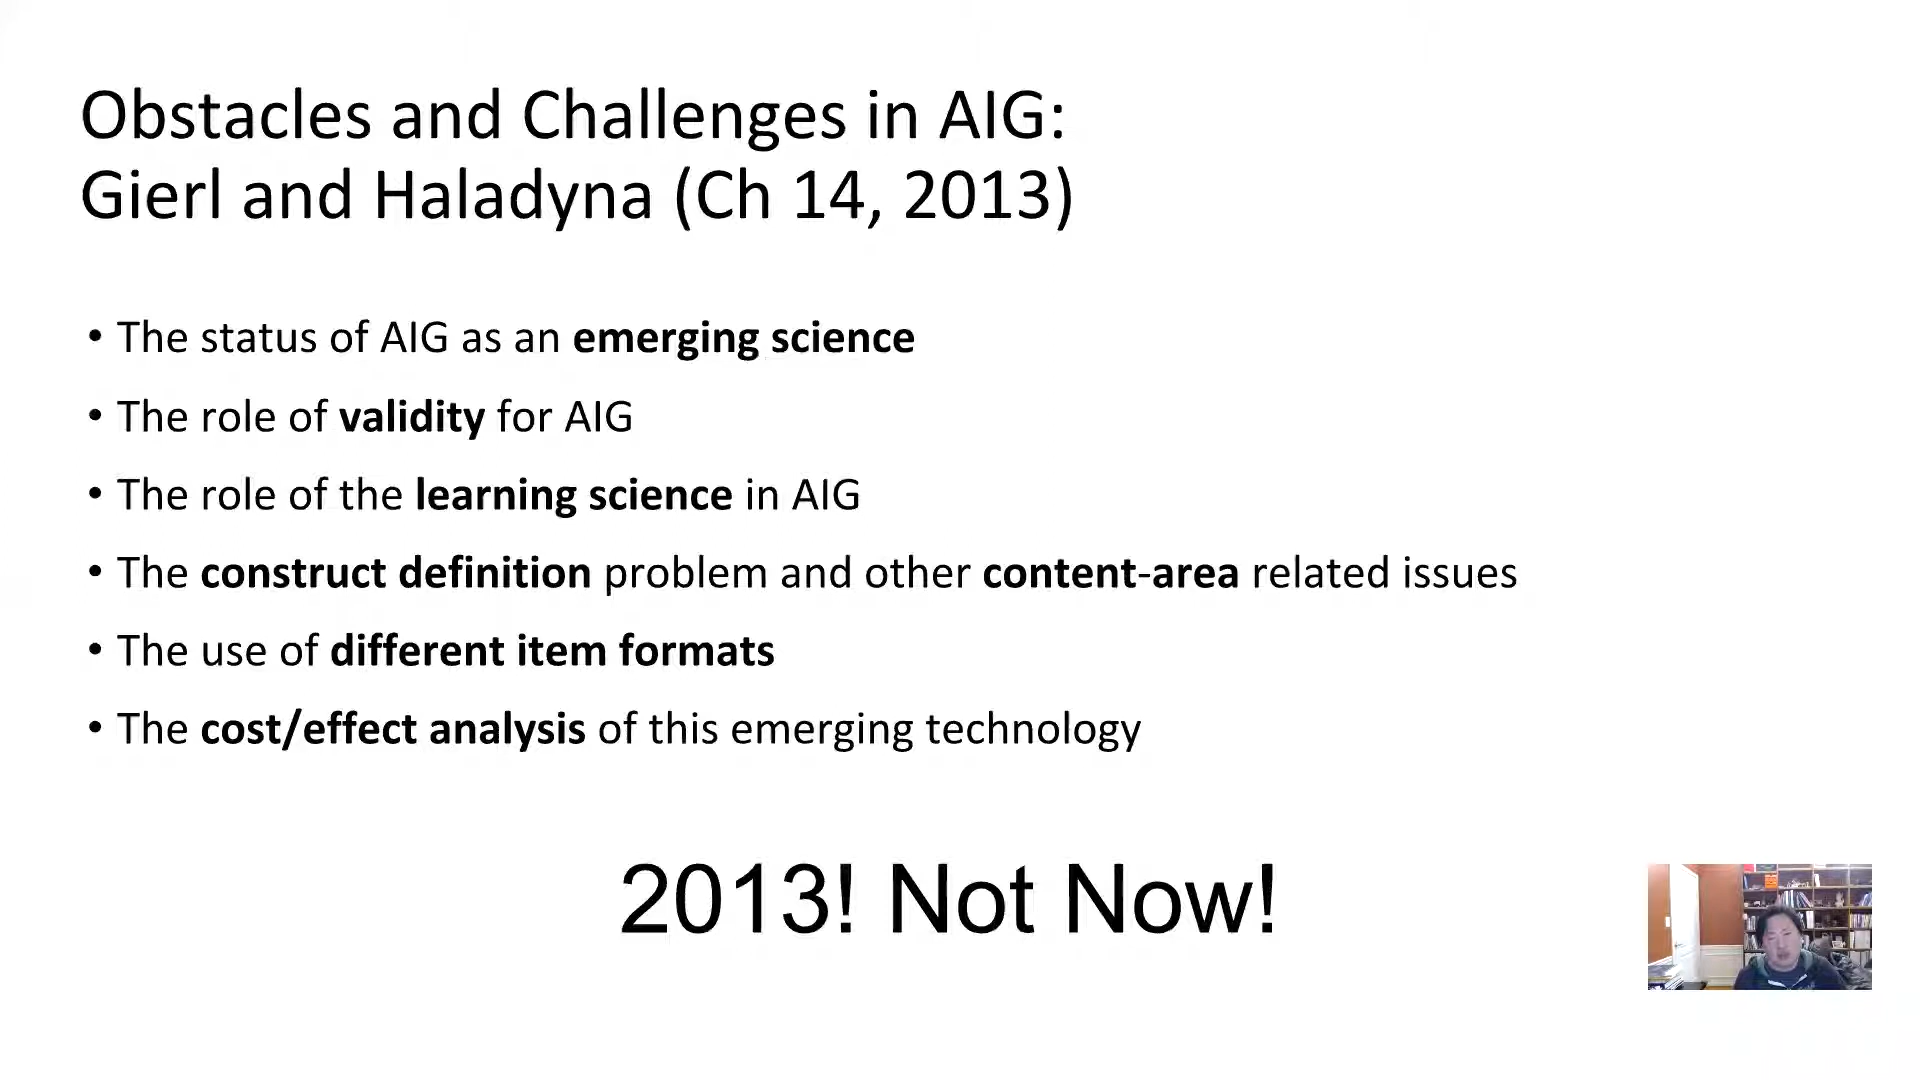 Obstacles and Challenges in AIG:
Gierl and Haladyna (Ch 14, 2013)
• The status of AIG as an emerging science
• The role of validity for AIG
• The role of the learning science in AIG
• The construct definition problem and other content-area related issues
• The use of different item formats
• The cost/effect analysis of this emerging technology
2013! Not Now!